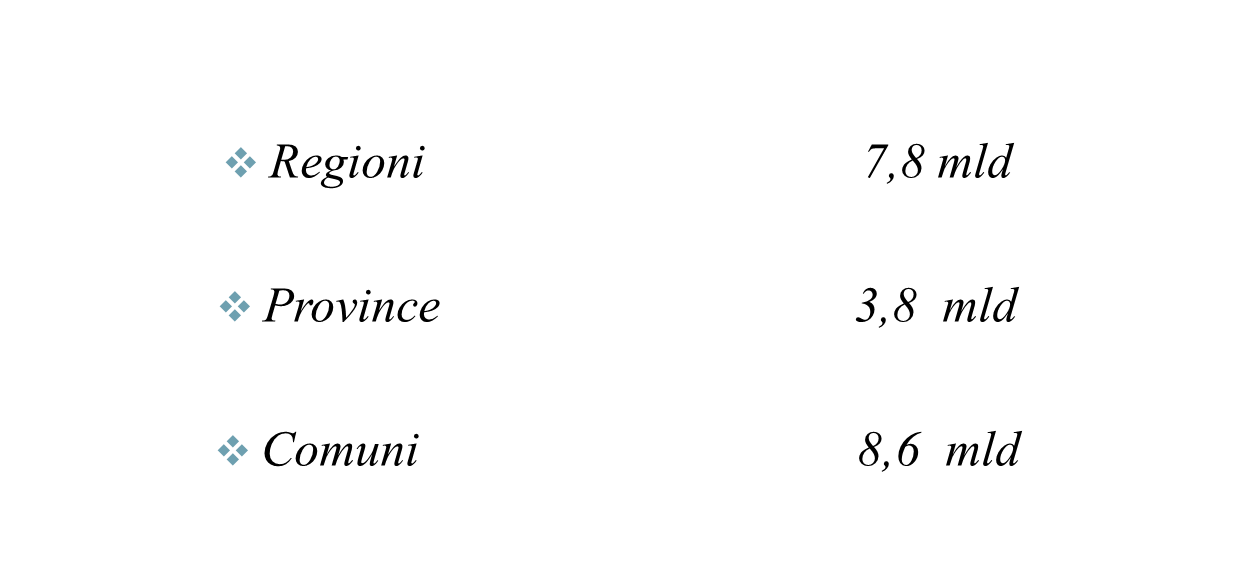 ❖ Regioni 7,8 mld
❖ Province 3,8 mld
❖ Comuni 8,6 mld